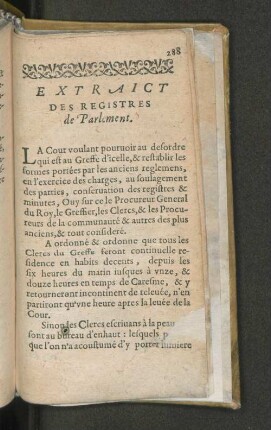 288
EXTRAICT
DES REGISTRES
de Parlement.
LA Cour voulant pouruoir au desordre
qui est au Greffe d'icelle, & restablir les
formes portées par les anciens reglemens,
en l'exercice des charges, au soulagement
des parties, conseruation des registres &
minutes, Ouy sur ce le Procureur General
du Roy, le Greffier, les Clercs, & les Procu-
reurs de la communauté & autres des plus
anciens, & tout consideré.
A ordonné & ordonne que tous les
Clercs du Greffe feront continuelle re-
sidence en habits decents, depuis les
six heures du matin iusques à vnze, &
douze heures en temps de Caresme, & y
retourneront incontinent de releuée, n'en
partiront qu'vne heure apres la leuée de la
Cour.
Sinon les Clercs escriuans à la peau
sont au bureau d'enhaut : lesquels
que l'on n'a acoustumé d'y porter lumiere